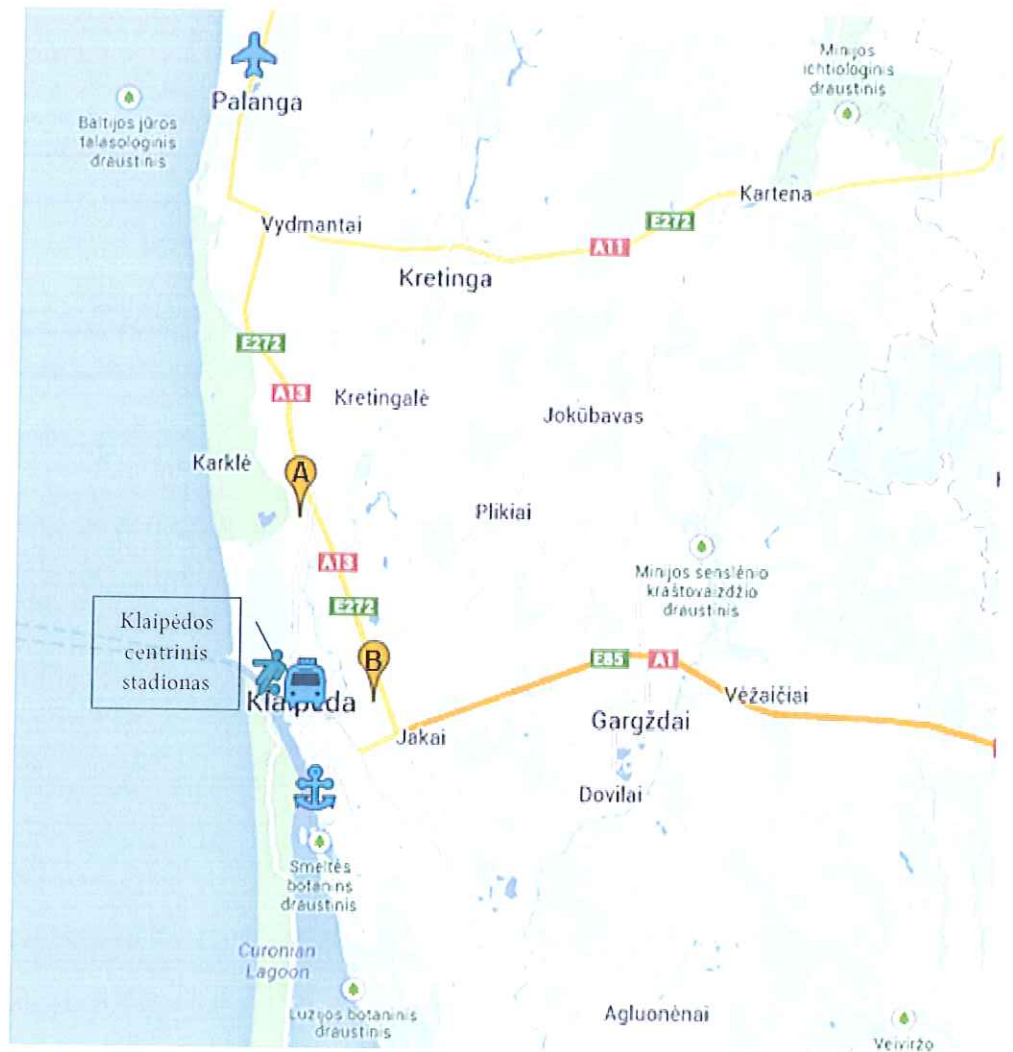 Minijos
ichtiologinis
draustinis
Palanga
Baltijos jūros
talasologinis
draustinis
Kartena
Vydmantai
E272
A11
Kretinga
E272
A13
Kretingalė
Jokūbavas
Karklė
A
Plikiai
A13
Minijos senslėnio
kraštovaizdžio
draustinis
E272
Klaipėdos
centrinis
stadionas
B
E85
A1
Klaipėda
Vėžaičiai
Gargždai
Jakai
Dovilai
Smeltės
botanins
draustinis
Curonian
Lagoon
Luzijos botaninis
draustinis
Agluonėnai
Veiviržo